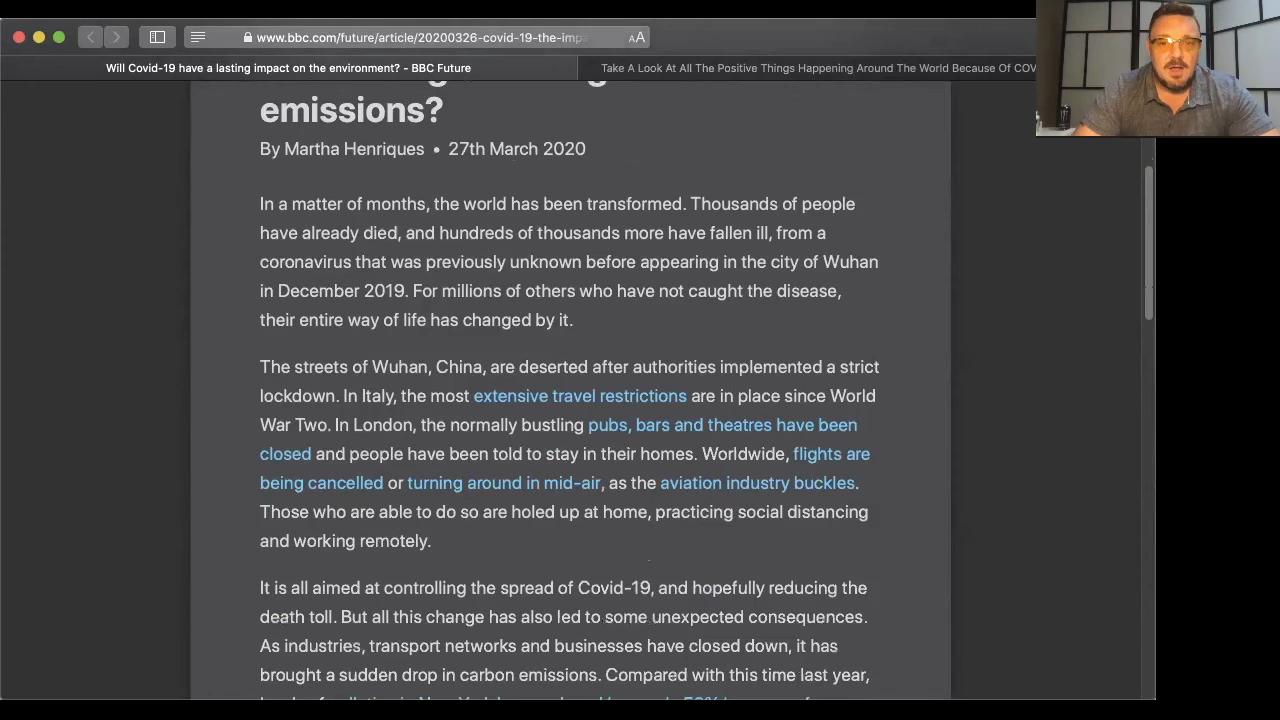 www.bbc.com/future/article/20200326-covid-19-the-impa
AA
Will Covid-19 have a lasting impact on the environment? - BBC Future
Take A Look At All The Positive Things Happening Around The World Because Of COV
emissions?
By Martha Henriques • 27th March 2020
In a matter of months, the world has been transformed. Thousands of people
have already died, and hundreds of thousands more have fallen ill, from a
coronavirus that was previously unknown before appearing in the city of Wuhan
in December 2019. For millions of others who have not caught the disease,
their entire way of life has changed by it.
The streets of Wuhan, China, are deserted after authorities implemented a strict
lockdown. In Italy, the most extensive travel restrictions are in place since World
War Two. In London, the normally bustling pubs, bars and theatres have been
closed and people have been told to stay in their homes. Worldwide, flights are
being cancelled or turning around in mid-air, as the aviation industry buckles.
Those who are able to do so are holed up at home, practicing social distancing
and working remotely.
It is all aimed at controlling the spread of Covid-19, and hopefully reducing the
death toll. But all this change has also led to some unexpected consequences.
As industries, transport networks and businesses have closed down, it has
brought a sudden drop in carbon emissions. Compared with this time last year,